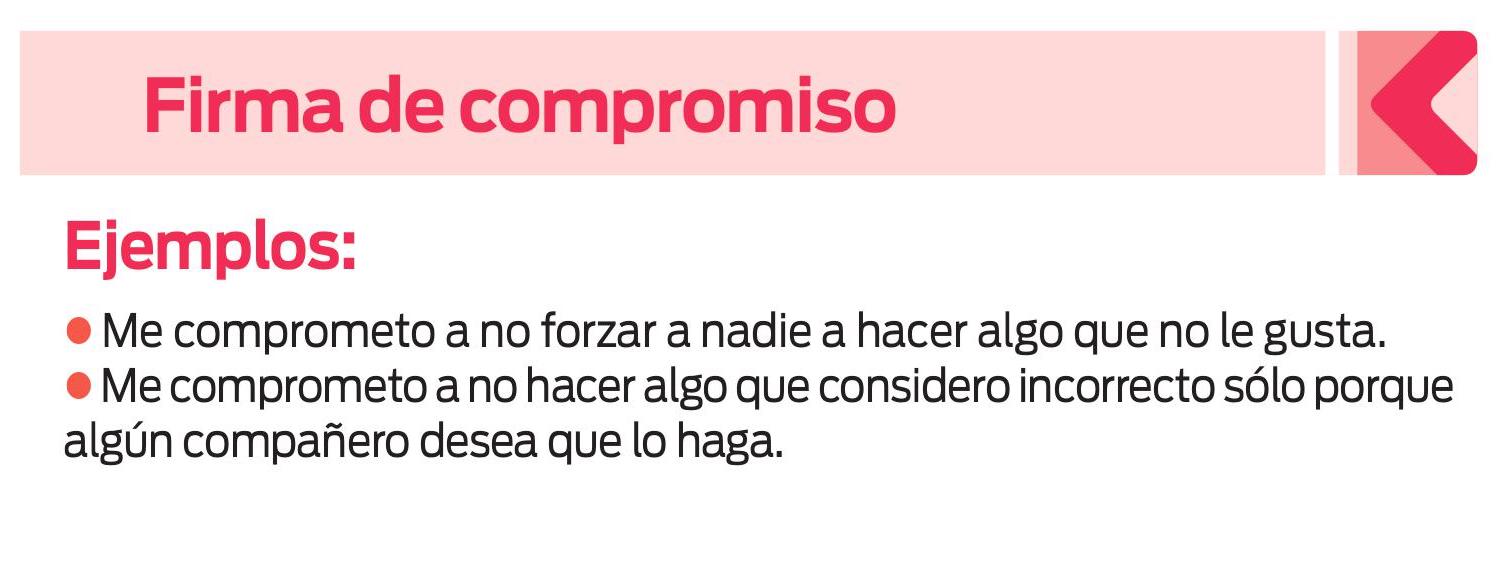 Firma de compromiso
Ejemplos:
● Me comprometo a no forzar a nadie a hacer algo que no le gusta.
● Me comprometo a no hacer algo que considero incorrecto sólo porque
algún compañero desea que lo haga.